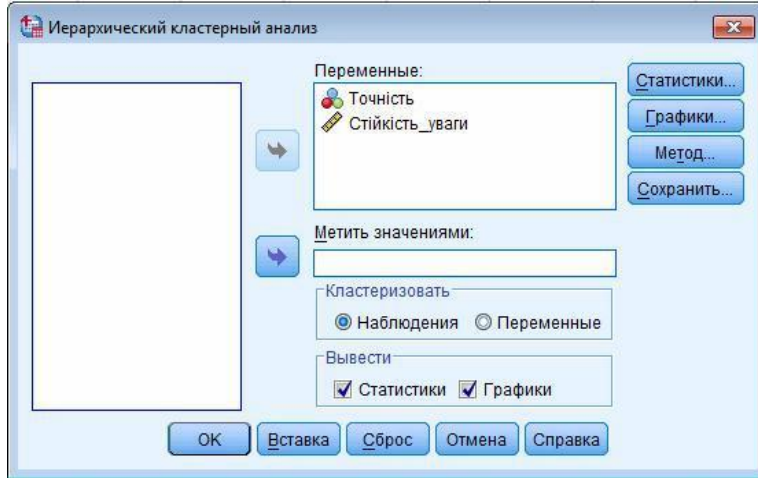 Иерархический кластерный анализ
Переменные:
Точність
Стійкість_уваги
Статистики...
Графики...
Метод...
Сохранить...
Метить значениями:
Кластеризовать
Наблюдения Переменные
Вывести
Статистики Графики
OK Вставка Сброс Отмена Справка